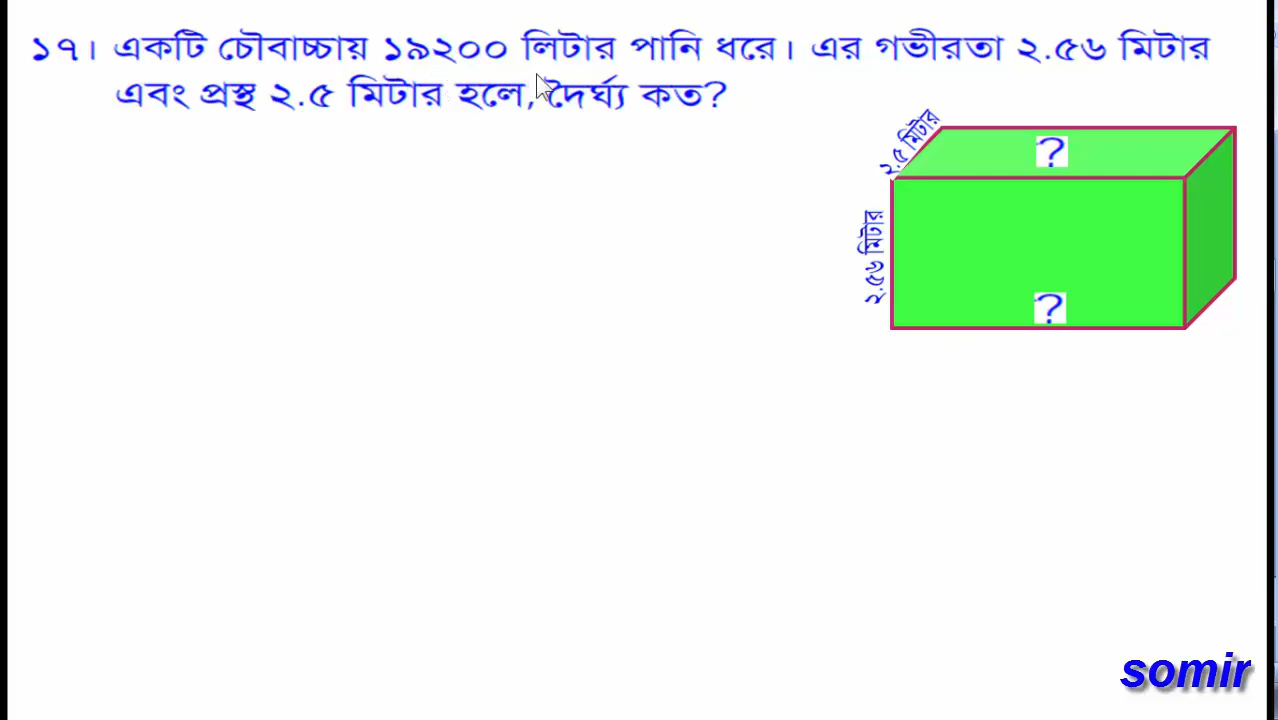 ১৭। একটি চৌবাচ্চায় ১৯২০০ লিটার পানি ধরে। এর গভীরতা ২.৫৬ মিটার
এবং প্রস্থ ২.৫ মিটার হলে, দৈর্ঘ্য কত?
২.৫ মিটার
?
২.৫৬ মিটার
?
somir